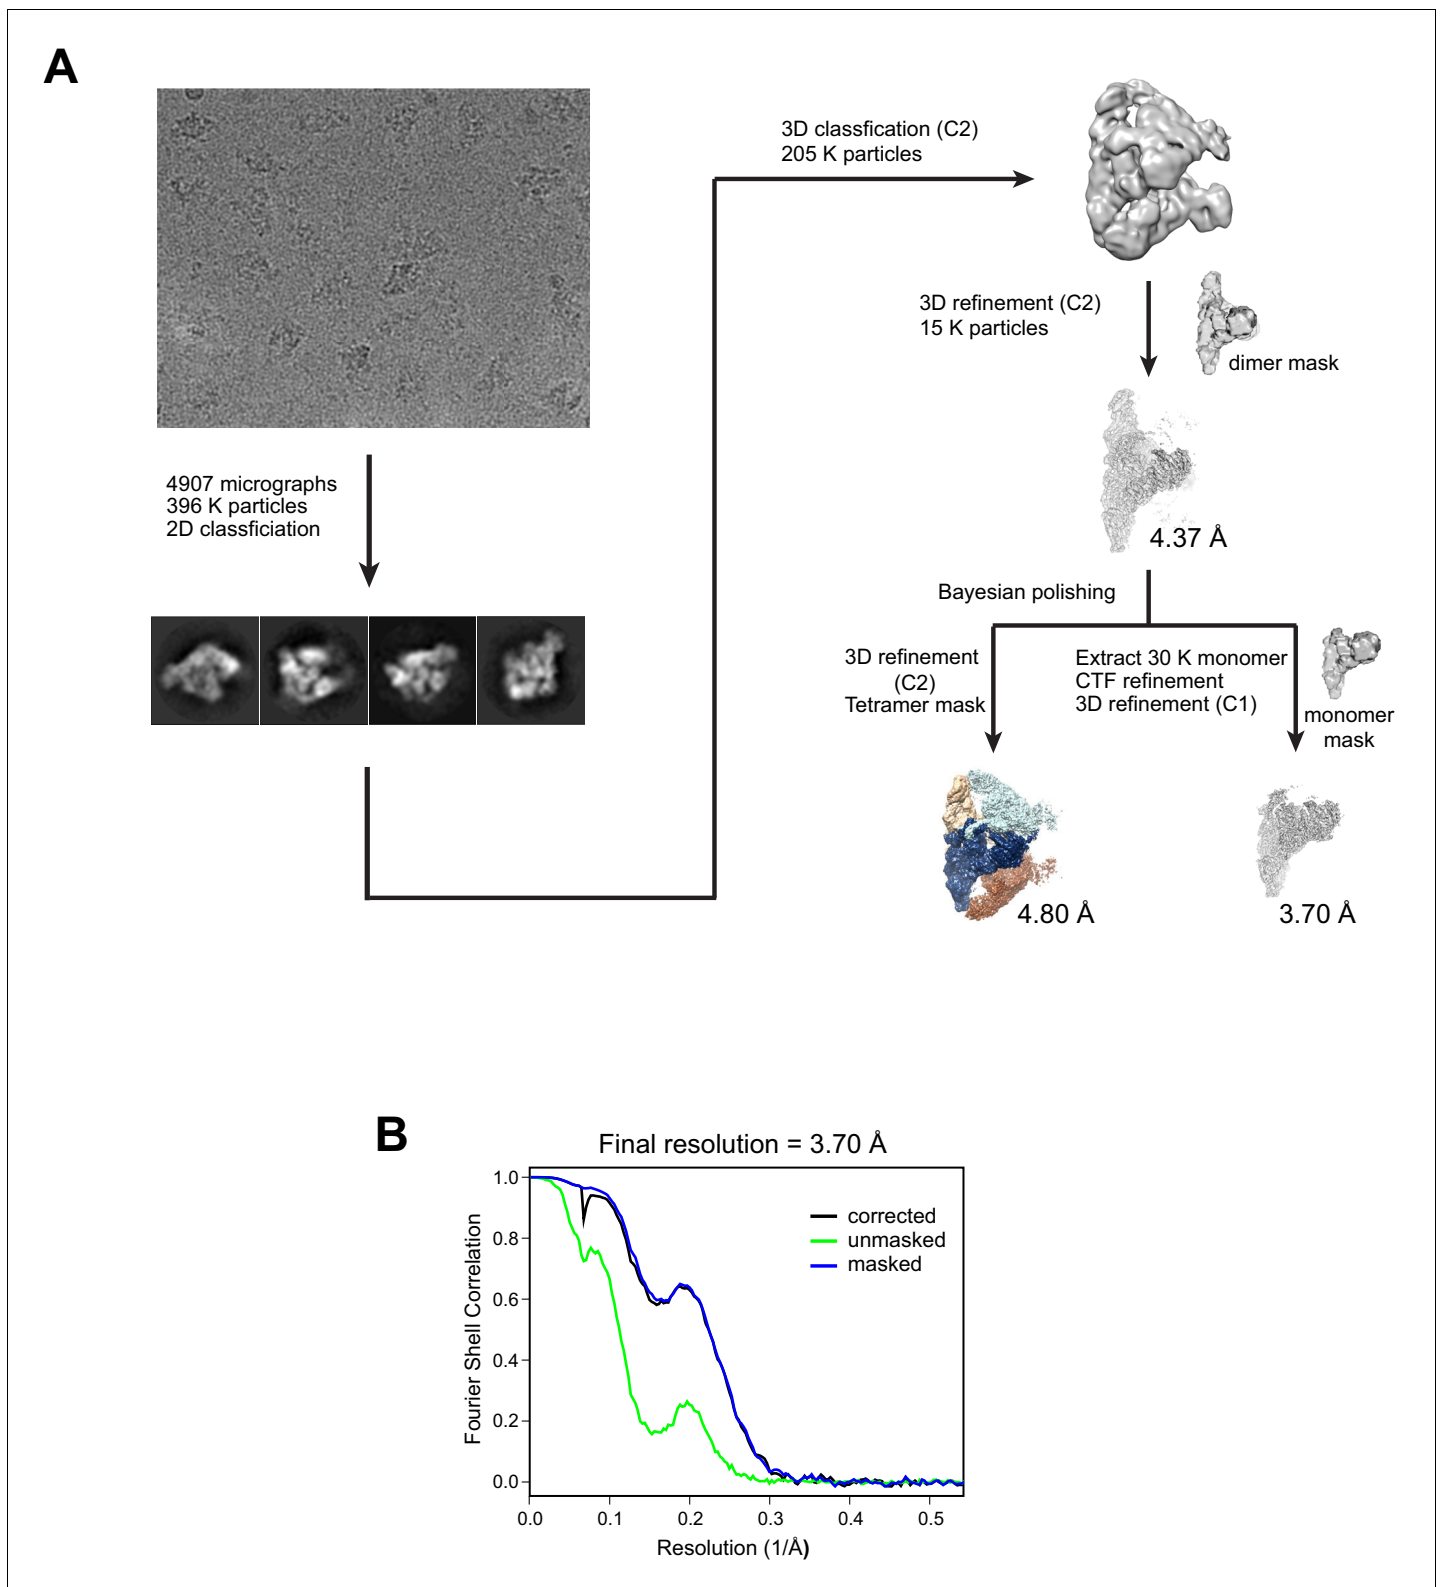 A
3D classfication (C2)
205 K particles
3D refinement (C2)
15 K particles
dimer mask
4.37 Å
4907 micrographs
396 K particles
2D classficiation
Bayesian polishing
3D refinement
(C2)
Tetramer mask
Extract 30 K monomer
CTF refinement
3D refinement (C1)
monomer
mask
4.80 Å
3.70 Å
B
Final resolution = 3.70 Å
Fourier Shell Correlation
1.0
0.8
0.6
0.4
0.2
0.0
corrected
unmasked
masked
0.0 0.1 0.2 0.3 0.4 0.5
Resolution (1/Å)